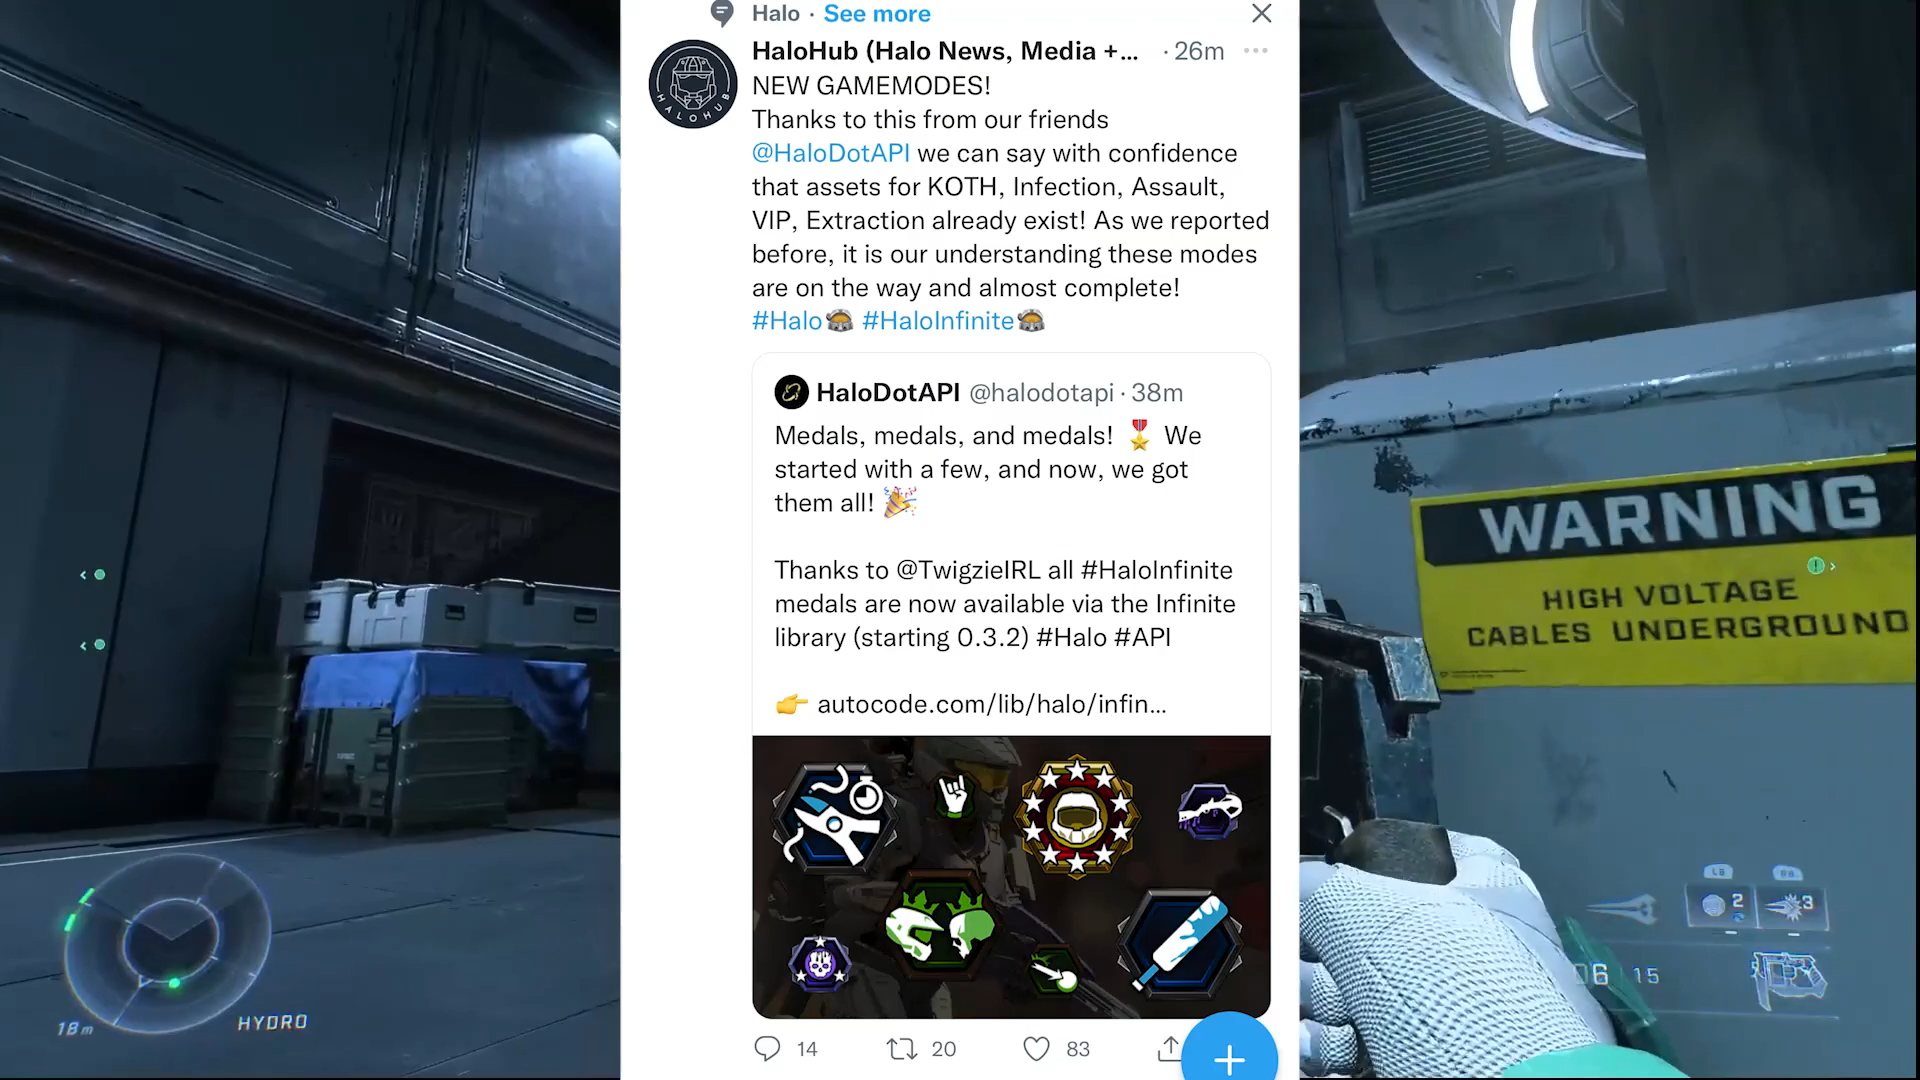 Halo · See more
HaloHub (Halo News, Media +... · 26m
NEW GAMEMODES!
Thanks to this from our friends
@HaloDotAPI we can say with confidence
that assets for KOTH, Infection, Assault,
VIP, Extraction already exist! As we reported
before, it is our understanding these modes
are on the way and almost complete!
#Halo #HaloInfinite
HALOHUB
HaloDotAPI @halodotapi · 38m
Medals, medals, and medals! 🎖️ We
started with a few, and now, we got
them all! 🎉
Thanks to @TwigzieIRL all #HaloInfinite
medals are now available via the Infinite
library (starting 0.3.2) #Halo #API
👉 autocode.com/lib/halo/infin...
14 20 83
WARNING
HIGH VOLTAGE
CABLES UNDERGROUND
18m
HYDRO
LB RB
2 3
06 15